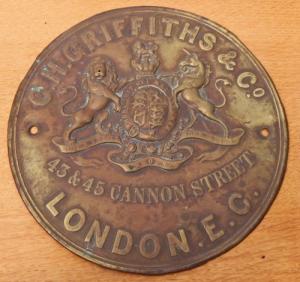 C.H.GRIFFITHS & Co.
43 & 45 CANNON STREET
LONDON.E.C.